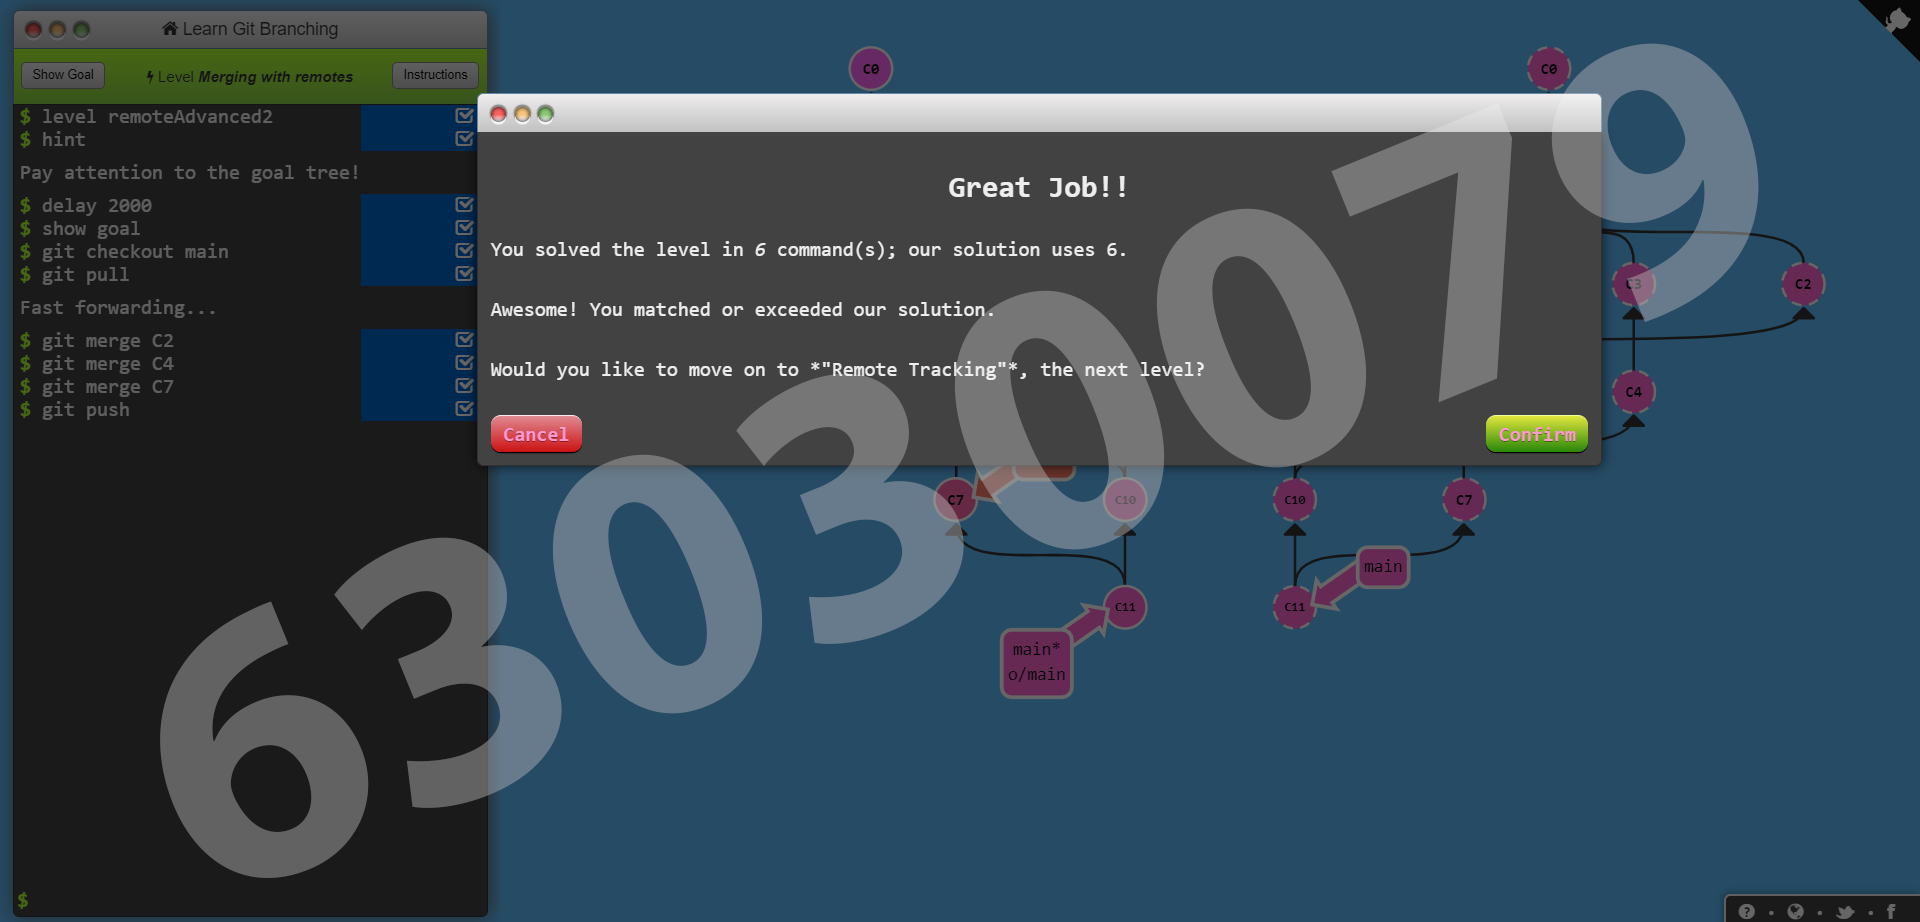 Learn Git Branching
Show Goal
Level Merging with remotes
Instructions
$ level remoteAdvanced2
$ hint
Pay attention to the goal tree!
$ delay 2000
$ show goal
$ git checkout main
$ git pull
Fast forwarding...
$ git merge C2
$ git merge C4
$ git merge C7
$ git push
$
Great Job!!
You solved the level in 6 command(s); our solution uses 6.
Awesome! You matched or exceeded our solution.
Would you like to move on to *"Remote Tracking"*, the next level?
Cancel
Confirm
C0
C7
C10
C11
main*
o/main
C0
C3
C2
C4
C10
C7
main
C11
6303030079